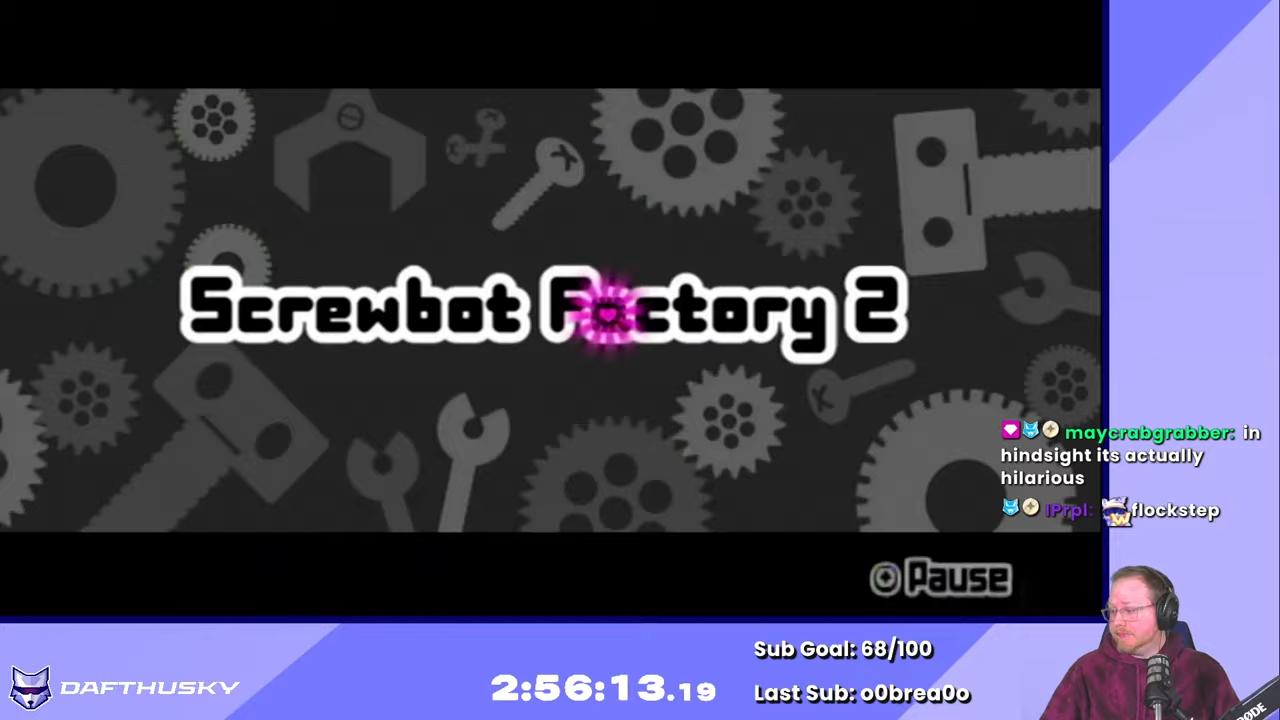 Screwbot Factory 2
Pause
maycrabgrabber: in
hindsight its actually
hilarious
lPrpl: flockstep
DAFTHUSKY
2:56:13.19
Sub Goal: 68/100
Last Sub: o0brea0o